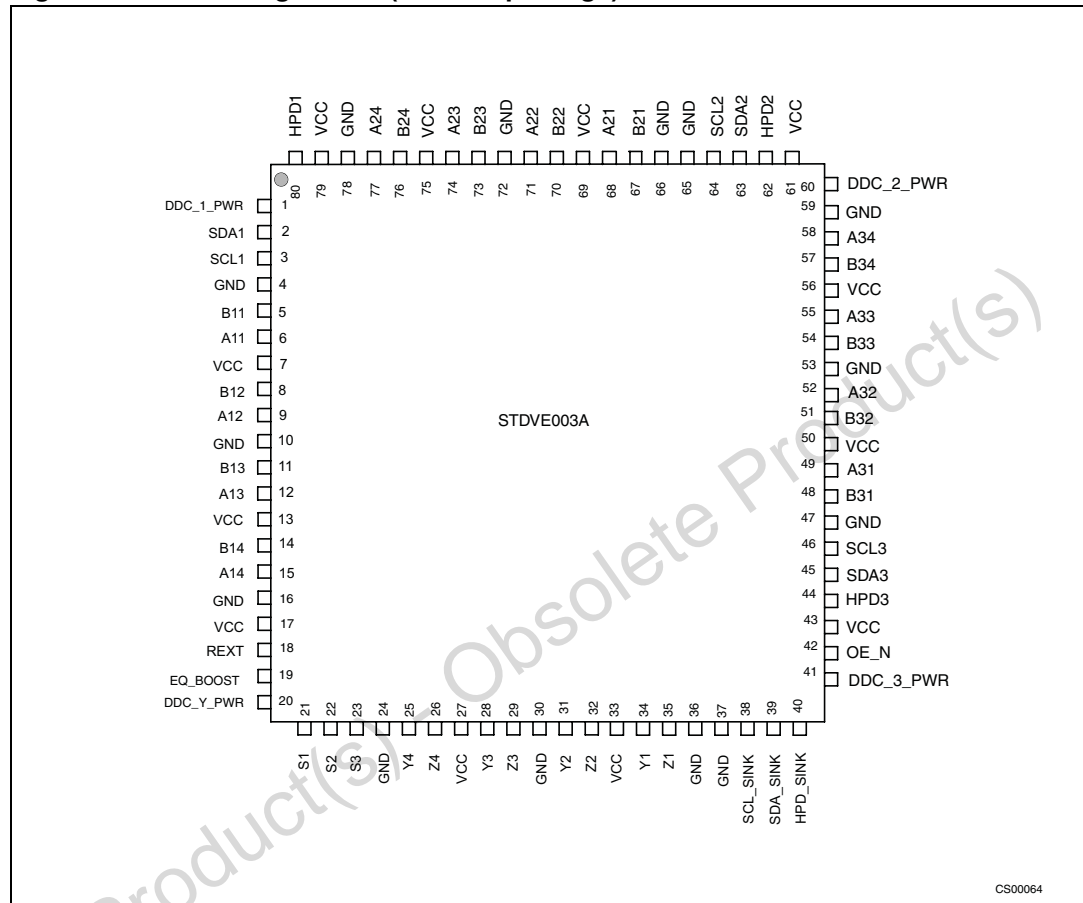 HPD1 VCC GND A24 B24 VCC A23 B23 GND A22 B22 VCC A21 B21 GND GND SCL2 SDA2 HPD2 VCC
80 79 78 77 76 75 74 73 72 71 70 69 68 67 66 65 64 63 62 61
DDC_1_PWR 1
SDA1 2
SCL1 3
GND 4
B11 5
A11 6
VCC 7
B12 8
A12 9
GND 10
B13 11
A13 12
VCC 13
B14 14
A14 15
GND 16
VCC 17
REXT 18
EQ_BOOST 19
DDC_Y_PWR 20
STDVE003A
60 DDC_2_PWR
59 GND
58 A34
57 B34
56 VCC
55 A33
54 B33
53 GND
52 A32
51 B32
50 VCC
49 A31
48 B31
47 GND
46 SCL3
45 SDA3
44 HPD3
43 VCC
42 OE_N
41 DDC_3_PWR
21 22 23 24 25 26 27 28 29 30 31 32 33 34 35 36 37 38 39 40
S1 S2 S3 GND Y4 Z4 VCC Y3 Z3 GND Y2 Z2 VCC Y1 Z1 GND GND SCL_SINK SDA_SINK HPD_SINK
Product(s) - Obsolete Product(s)
CS00064